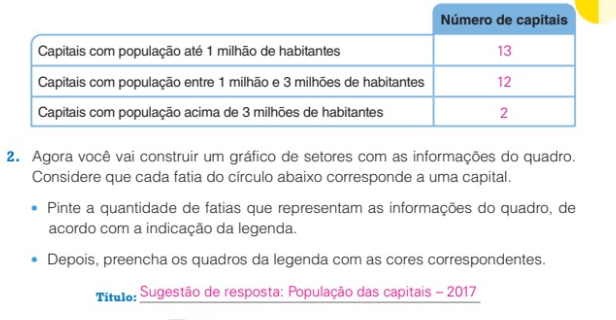 Número de capitais
Capitais com população até 1 milhão de habitantes 13
Capitais com população entre 1 milhão e 3 milhões de habitantes 12
Capitais com população acima de 3 milhões de habitantes 2
2. Agora você vai construir um gráfico de setores com as informações do quadro.
Considere que cada fatia do círculo abaixo corresponde a uma capital.
• Pinte a quantidade de fatias que representam as informações do quadro, de
acordo com a indicação da legenda.
• Depois, preencha os quadros da legenda com as cores correspondentes.
Título: Sugestão de resposta: População das capitais – 2017